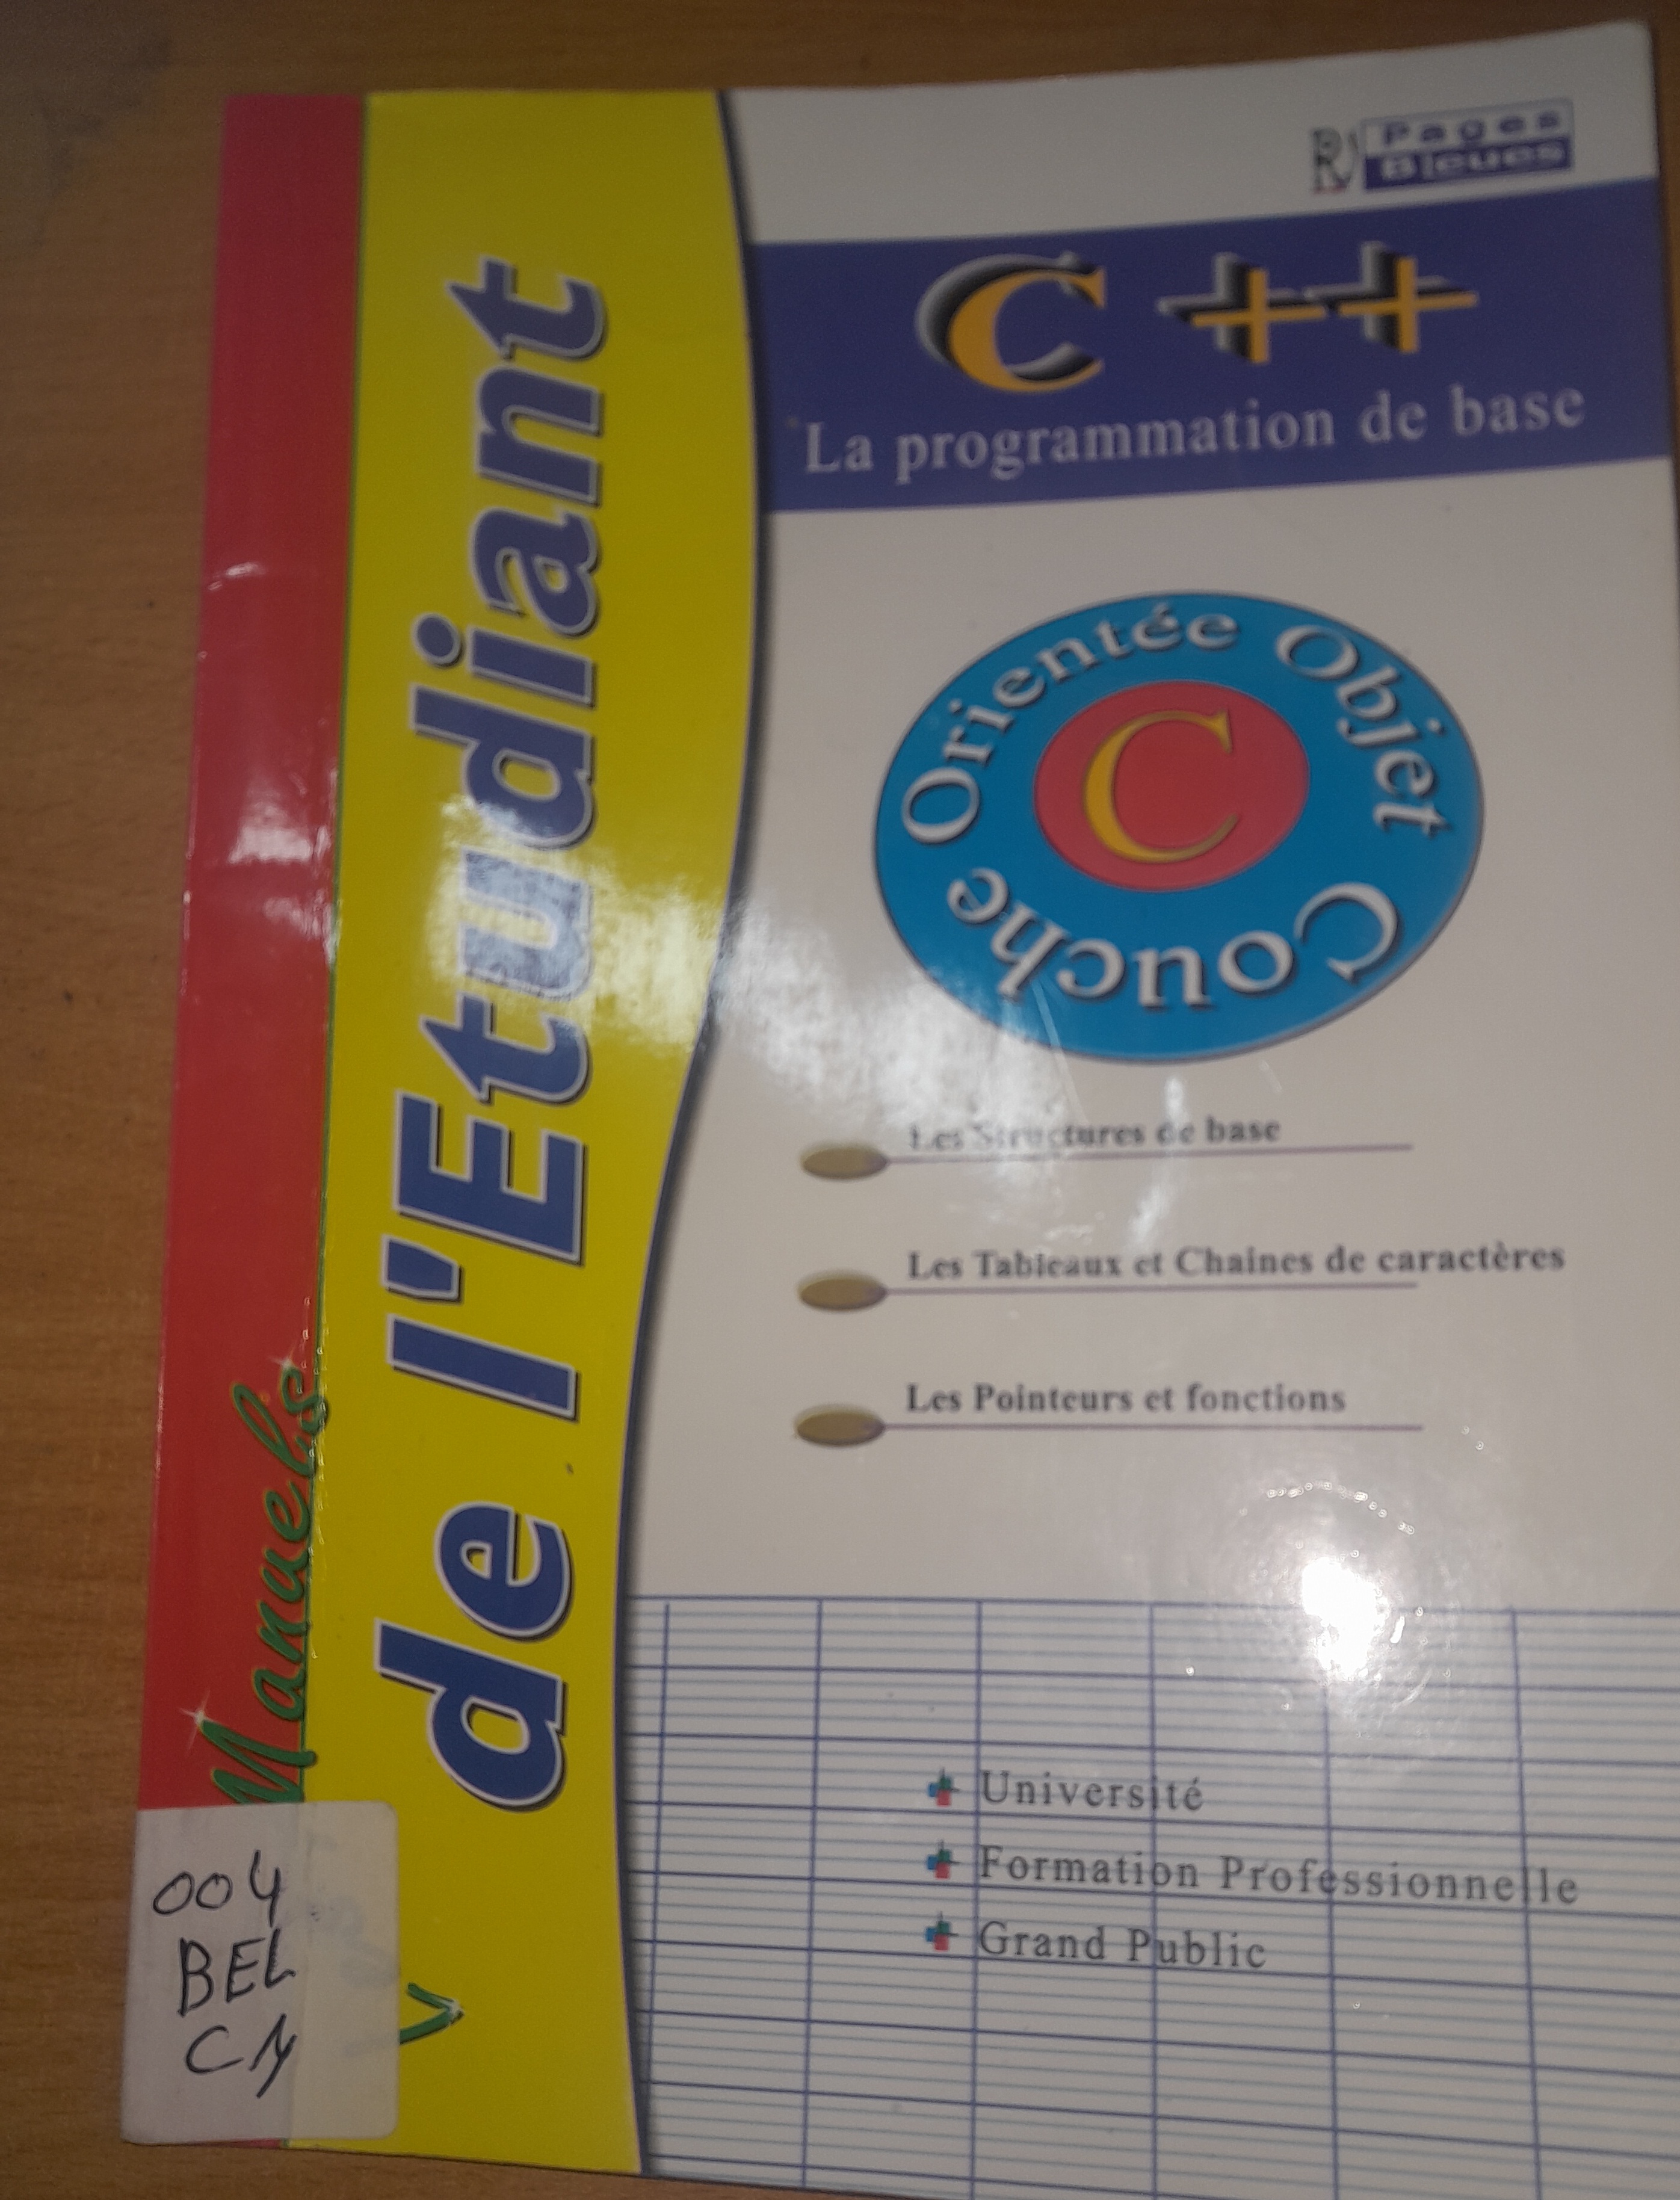 Pages
Bleues
C ++
La programmation de base
Couche Orientée Objet
C
Les Structures de base
Les Tableaux et Chaines de caractères
Les Pointeurs et fonctions
Université
Formation Professionnelle
Grand Public
Manuels
de l'Etudiant
004
BEL